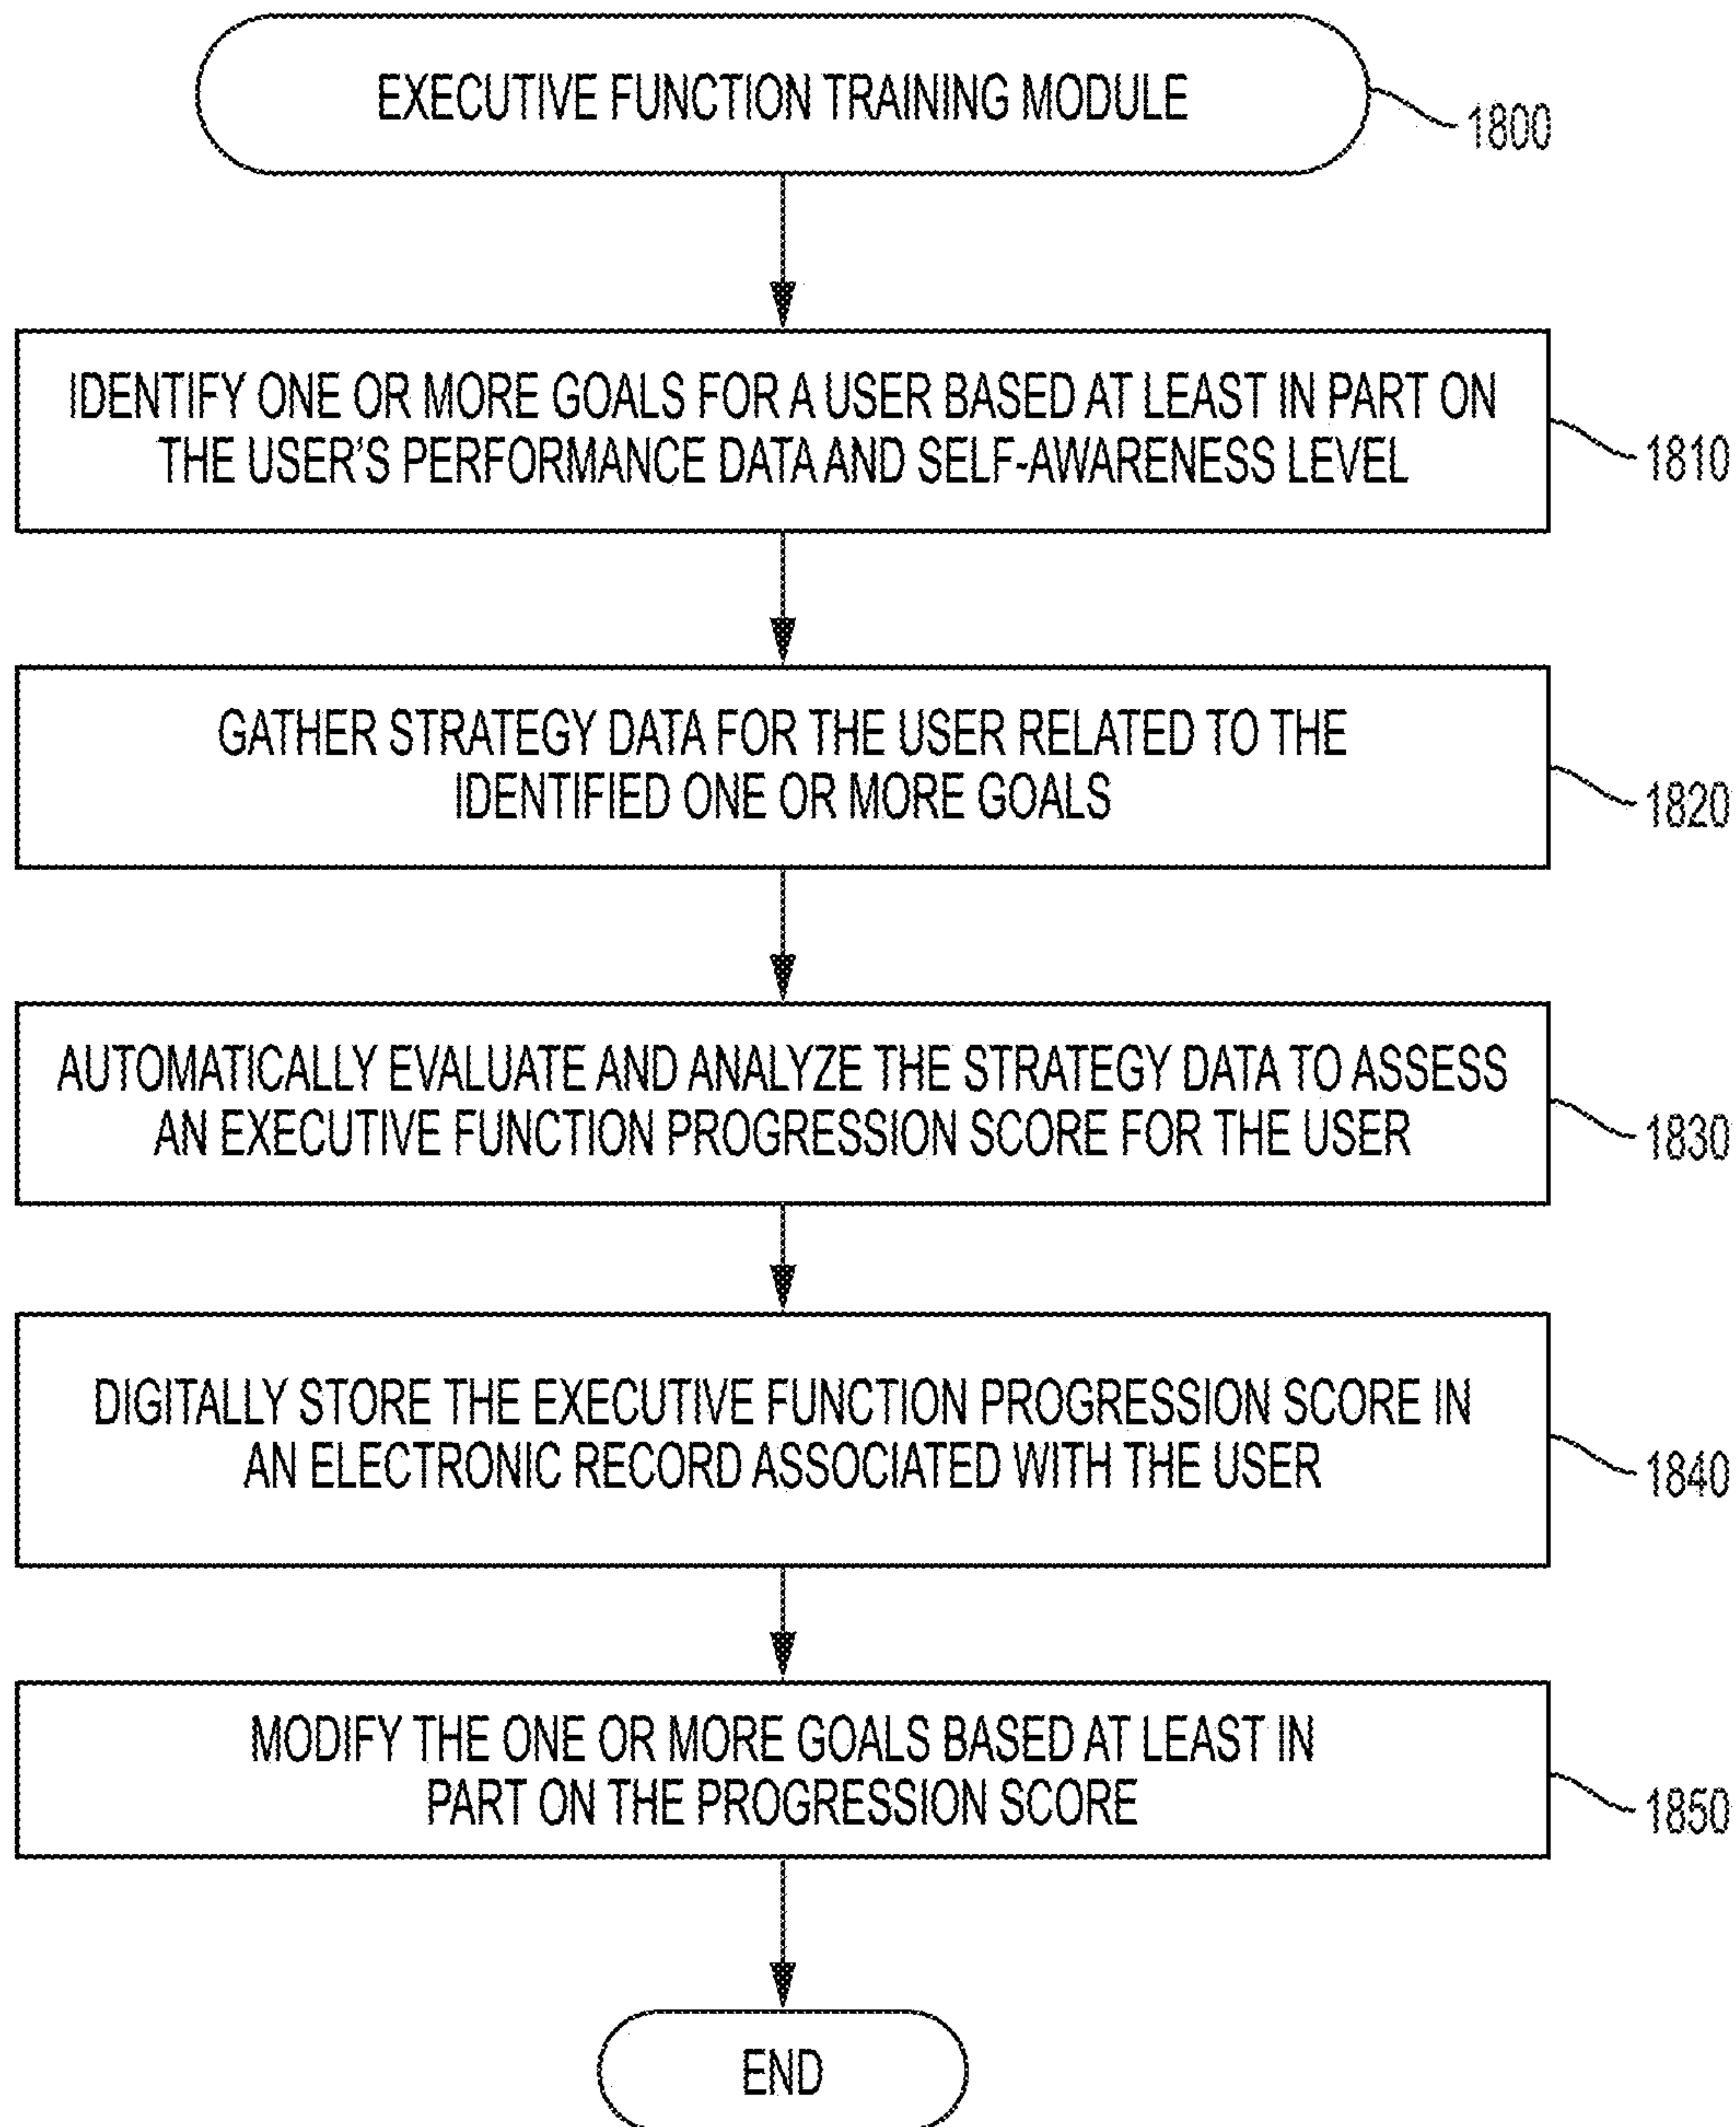 EXECUTIVE FUNCTION TRAINING MODULE
1800
IDENTIFY ONE OR MORE GOALS FOR A USER BASED AT LEAST IN PART ON
THE USER'S PERFORMANCE DATA AND SELF-AWARENESS LEVEL
1810
GATHER STRATEGY DATA FOR THE USER RELATED TO THE
IDENTIFIED ONE OR MORE GOALS
1820
AUTOMATICALLY EVALUATE AND ANALYZE THE STRATEGY DATA TO ASSESS
AN EXECUTIVE FUNCTION PROGRESSION SCORE FOR THE USER
1830
DIGITALLY STORE THE EXECUTIVE FUNCTION PROGRESSION SCORE IN
AN ELECTRONIC RECORD ASSOCIATED WITH THE USER
1840
MODIFY THE ONE OR MORE GOALS BASED AT LEAST IN
PART ON THE PROGRESSION SCORE
1850
END